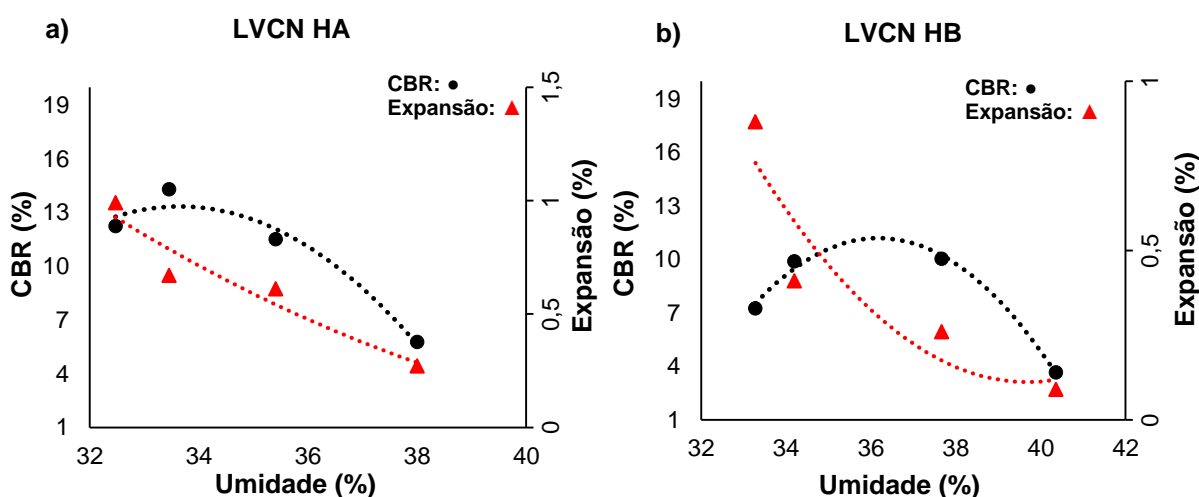 a) LVCN HA
CBR: ●
Expansão: ▲
CBR (%)
19
16
13
10
7
4
1
1,5
1
0,5
0
Expansão (%)
32 34 36 38 40
Umidade (%)
b) LVCN HB
CBR: ●
Expansão: ▲
CBR (%)
19
16
13
10
7
4
1
1
0,5
0
Expansão (%)
32 34 36 38 40 42
Umidade (%)